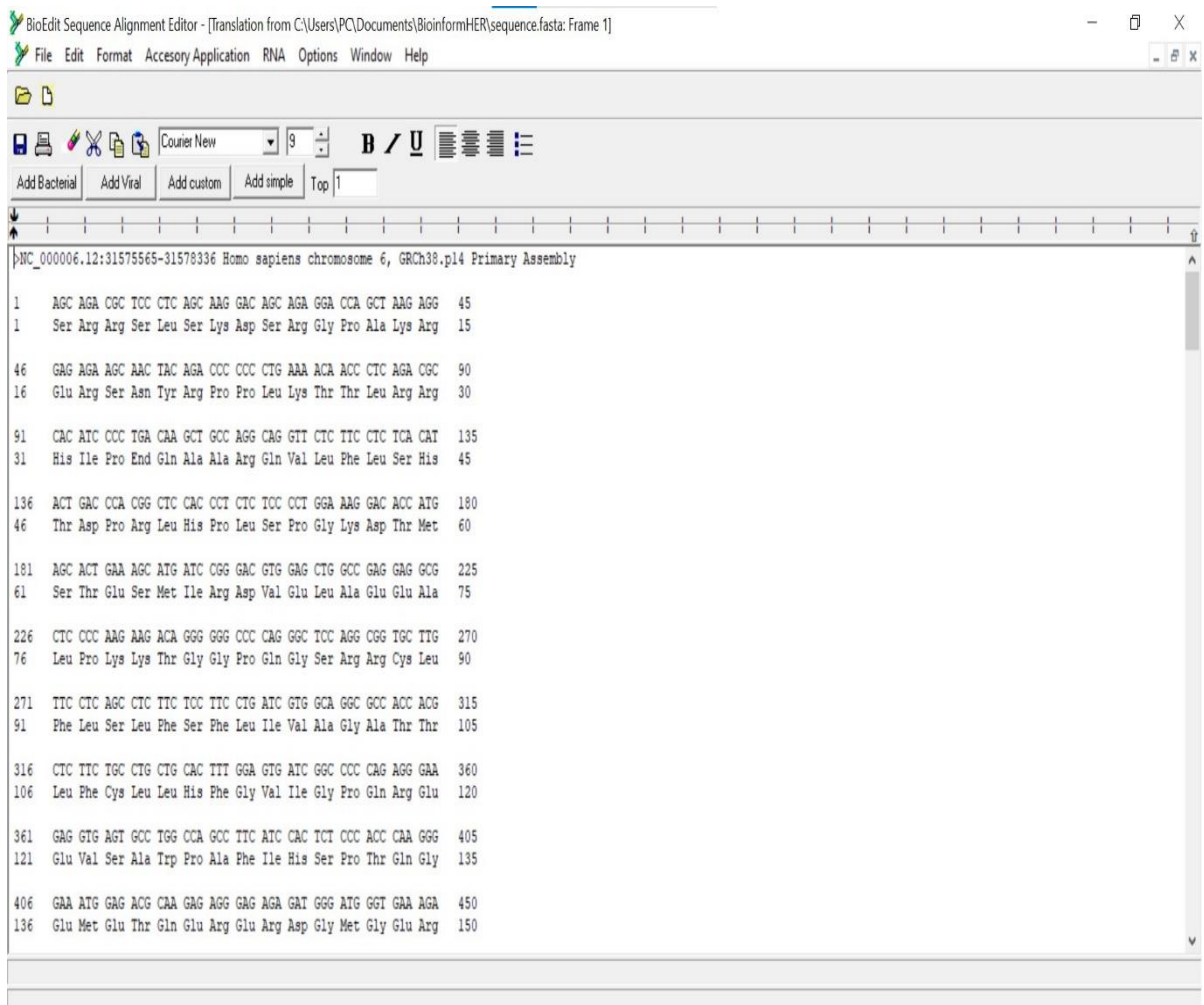 BioEdit Sequence Alignment Editor - [Translation from C:\Users\PC\Documents\BioinformHER\sequence.fasta: Frame 1]
File Edit Format Accesory Application RNA Options Window Help
Courier New 9 B I U
Add Bacterial Add Viral Add custom Add simple Top 1
>NC_000006.12:31575565-31578336 Homo sapiens chromosome 6, GRCh38.p14 Primary Assembly
1 AGC AGA CGC TCC CTC AGC AAG GAC AGC AGA GGA CCA GCT AAG AGG 45
1 Ser Arg Arg Ser Leu Ser Lys Asp Ser Arg Gly Pro Ala Lys Arg 15
46 GAG AGA AGC AAC TAC AGA CCC CCC CTG AAA ACA ACC CTC AGA CGC 90
16 Glu Arg Ser Asn Tyr Arg Pro Pro Leu Lys Thr Thr Leu Arg Arg 30
91 CAC ATC CCC TGA CAA GCT GCC AGG CAG GTT CTC TTC CTC TCA CAT 135
31 His Ile Pro End Gln Ala Ala Arg Gln Val Leu Phe Leu Ser His 45
136 ACT GAC CCA CGG CTC CAC CCT CTC TCC CCT GGA AAG GAC ACC ATG 180
46 Thr Asp Pro Arg Leu His Pro Leu Ser Pro Gly Lys Asp Thr Met 60
181 AGC ACT GAA AGC ATG ATC CGG GAC GTG GAG CTG GCC GAG GAG GCG 225
61 Ser Thr Glu Ser Met Ile Arg Asp Val Glu Leu Ala Glu Glu Ala 75
226 CTC CCC AAG AAG ACA GGG GGG CCC CAG GGC TCC AGG CGG TGC TTG 270
76 Leu Pro Lys Lys Thr Gly Gly Pro Gln Gly Ser Arg Arg Cys Leu 90
271 TTC CTC AGC CTC TTC TCC TTC CTG ATC GTG GCA GGC GCC ACC ACG 315
91 Phe Leu Ser Leu Phe Ser Phe Leu Ile Val Ala Gly Ala Thr Thr 105
316 CTC TTC TGC CTG CTG CAC TTT GGA GTG ATC GGC CCC CAG AGG GAA 360
106 Leu Phe Cys Leu Leu His Phe Gly Val Ile Gly Pro Gln Arg Glu 120
361 GAG GTG AGT GCC TGG CCA GCC TTC ATC CAC TCT CCC ACC CAA GGG 405
121 Glu Val Ser Ala Trp Pro Ala Phe Ile His Ser Pro Thr Gln Gly 135
406 GAA ATG GAG ACG CAA GAG AGG GAG AGA GAT GGG ATG GGT GAA AGA 450
136 Glu Met Glu Thr Gln Glu Arg Glu Arg Asp Gly Met Gly Glu Arg 150